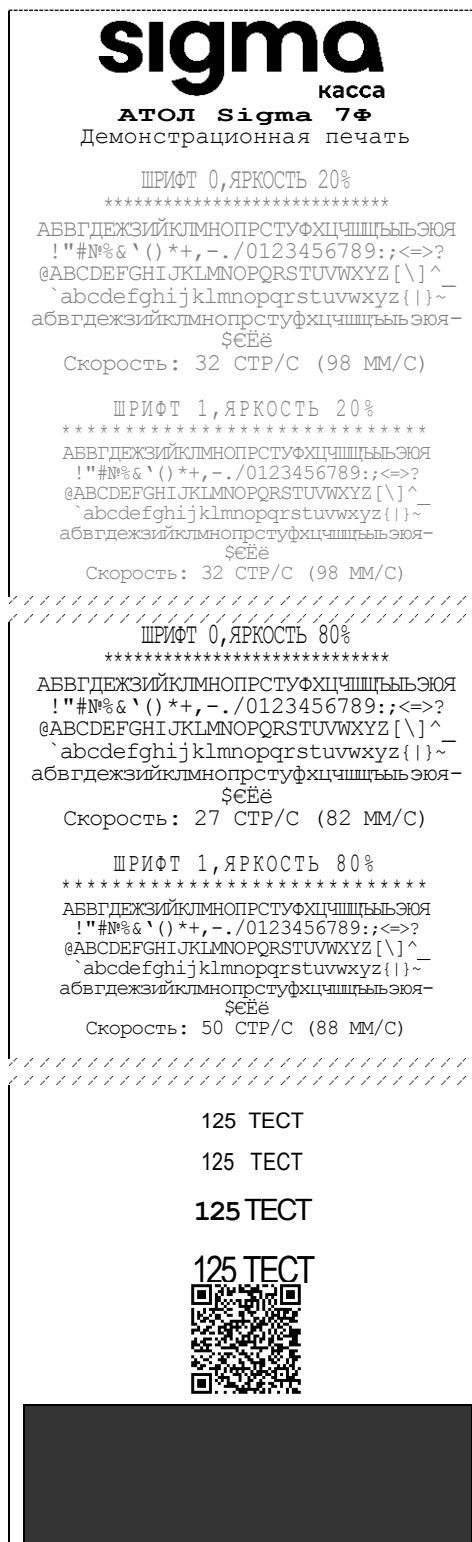 sigma
касса
АТОЛ Sigma 7Ф
Демонстрационная печать
ШРИФТ 0,ЯРКОСТЬ 20%
*****************************
АБВГДЕЖЗИЙКЛМНОПРСТУФХЦЧШЩЪЫЬЭЮЯ
!"#№%&`()*+,-./0123456789:;<=>?
@ABCDEFGHIJKLMNOPQRSTUVWXYZ[\]^_
`abcdefghijklmnopqrstuvwxyz{|}~
абвгдежзийклмнопрстуфхцчшщъыьэюя-
$€Ёё
Скорость: 32 СТР/С (98 ММ/С)
ШРИФТ 1,ЯРКОСТЬ 20%
*****************************
АБВГДЕЖЗИЙКЛМНОПРСТУФХЦЧШЩЪЫЬЭЮЯ
!"#№%&`()*+,-./0123456789:;<=>?
@ABCDEFGHIJKLMNOPQRSTUVWXYZ[\]^_
`abcdefghijklmnopqrstuvwxyz{|}~
абвгдежзийклмнопрстуфхцчшщъыьэюя-
$€Ёё
Скорость: 32 СТР/С (98 ММ/С)
ШРИФТ 0,ЯРКОСТЬ 80%
*****************************
АБВГДЕЖЗИЙКЛМНОПРСТУФХЦЧШЩЪЫЬЭЮЯ
!"#№%&`()*+,-./0123456789:;<=>?
@ABCDEFGHIJKLMNOPQRSTUVWXYZ[\]^_
`abcdefghijklmnopqrstuvwxyz{|}~
абвгдежзийклмнопрстуфхцчшщъыьэюя-
$€Ёё
Скорость: 27 СТР/С (82 ММ/С)
ШРИФТ 1,ЯРКОСТЬ 80%
*****************************
АБВГДЕЖЗИЙКЛМНОПРСТУФХЦЧШЩЪЫЬЭЮЯ
!"#№%&`()*+,-./0123456789:;<=>?
@ABCDEFGHIJKLMNOPQRSTUVWXYZ[\]^_
`abcdefghijklmnopqrstuvwxyz{|}~
абвгдежзийклмнопрстуфхцчшщъыьэюя-
$€Ёё
Скорость: 50 СТР/С (88 ММ/С)
125 ТЕСТ
125 ТЕСТ
125 ТЕСТ
125 ТЕСТ